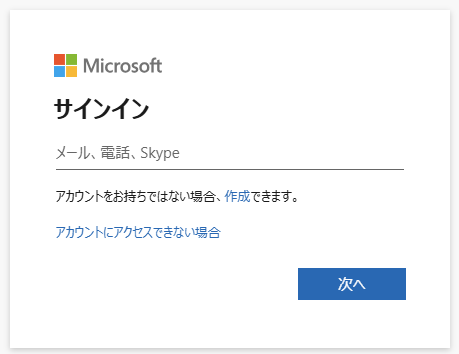 Microsoft
サインイン
メール、電話、Skype
アカウントをお持ちではない場合、作成できます。
アカウントにアクセスできない場合
次へ